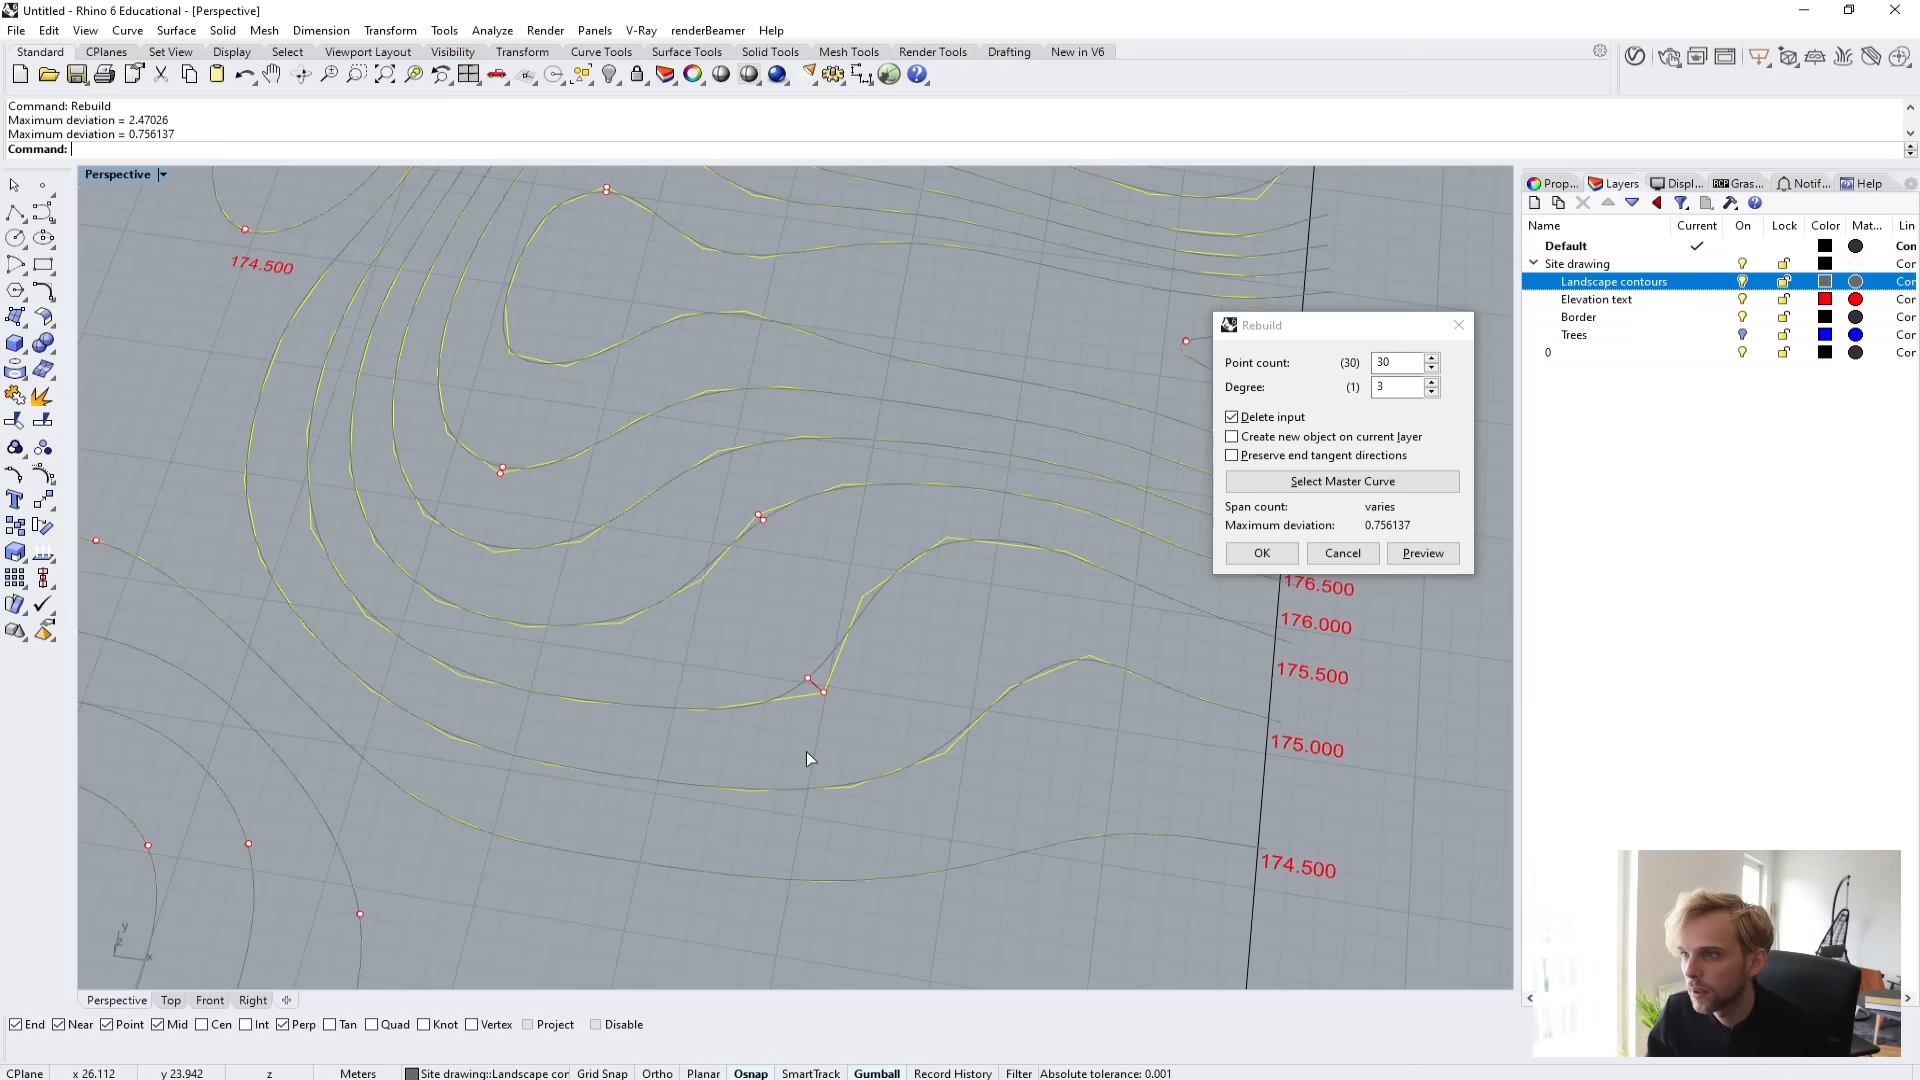 Untitled - Rhino 6 Educational - [Perspective]
File Edit View Curve Surface Solid Mesh Dimension Transform Tools Analyze Render Panels V-Ray renderBeamer Help
Standard CPlanes Set View Display Select Viewport Layout Visibility Transform Curve Tools Surface Tools Solid Tools Mesh Tools Render Tools Drafting New in V6
Command: Rebuild
Maximum deviation = 2.47026
Maximum deviation = 0.756137
Command:
Perspective
Prop... Layers Displ... Gras... Notif... Help
Name Current On Lock Color Mat... Lin
Default Con
Site drawing Cor
Landscape contours Cor
Elevation text Cor
Border Cor
Trees Cor
0 Cor
174.500
Rebuild
Point count: (30) 30
Degree: (1) 3
Delete input
Create new object on current layer
Preserve end tangent directions
Select Master Curve
Span count: varies
Maximum deviation: 0.756137
OK Cancel Preview
176.500
176.000
175.500
175.000
174.500
y
z
x
Perspective Top Front Right
End Near Point Mid Cen Int Perp Tan Quad Knot Vertex Project Disable
CPlane x 26.112 y 23.942 z Meters Site drawing::Landscape cor Grid Snap Ortho Planar Osnap SmartTrack Gumball Record History Filter Absolute tolerance: 0.001